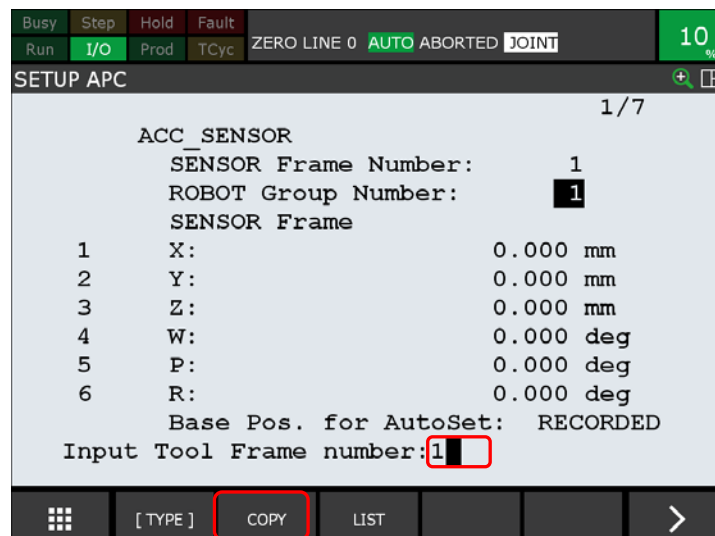 Busy Step Hold Fault
Run I/O Prod TCyc ZERO LINE 0 AUTO ABORTED JOINT 10 %
SETUP APC
1/7
ACC_SENSOR
SENSOR Frame Number: 1
ROBOT Group Number: 1
SENSOR Frame
1 X: 0.000 mm
2 Y: 0.000 mm
3 Z: 0.000 mm
4 W: 0.000 deg
5 P: 0.000 deg
6 R: 0.000 deg
Base Pos. for AutoSet: RECORDED
Input Tool Frame number:1
[ TYPE ] COPY LIST